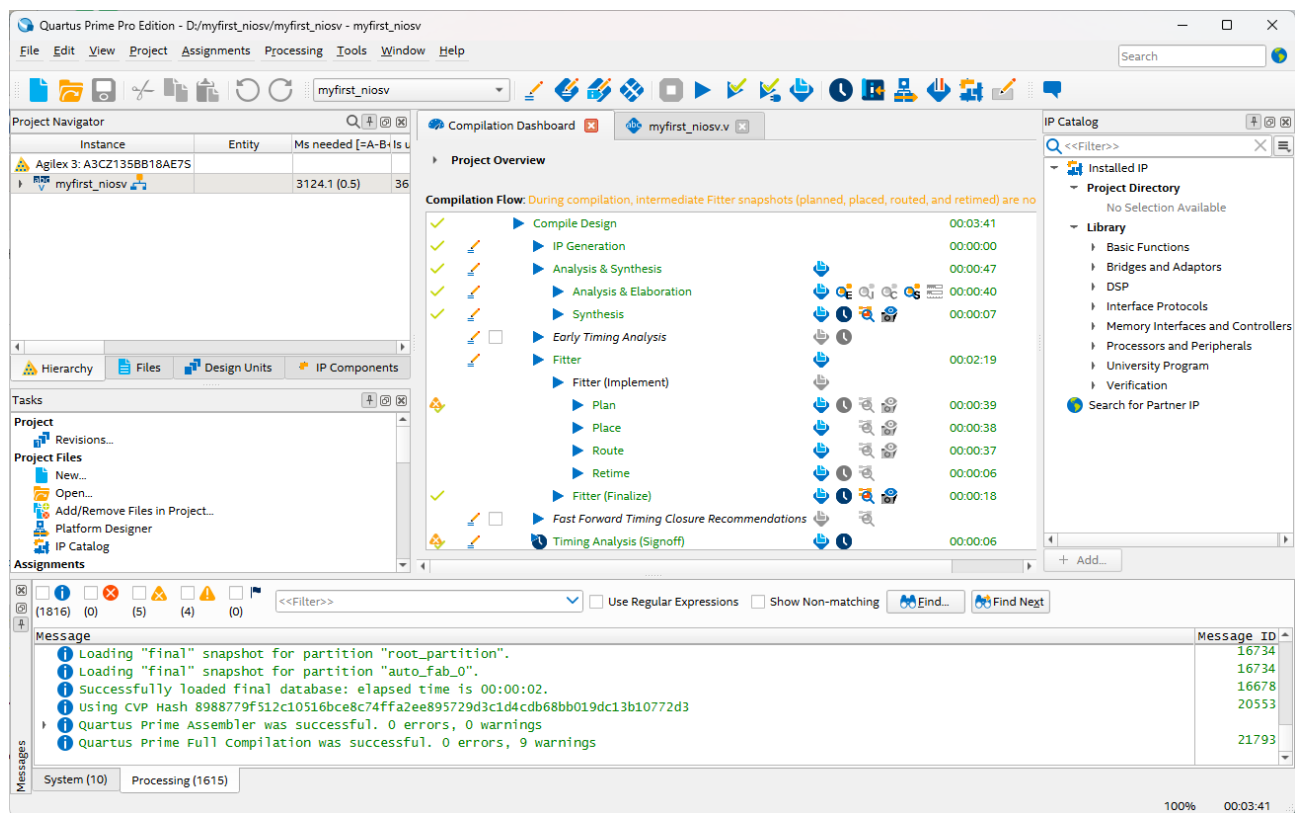 Quartus Prime Pro Edition - D:/myfirst_niosv/myfirst_niosv - myfirst_niosv
File Edit View Project Assignments Processing Tools Window Help
Search
myfirst_niosv
Project Navigator
Instance Entity Ms needed [=A-B+ Is u
Agilex 3: A3CZ135BB18AE7S
myfirst_niosv 3124.1 (0.5) 36
Hierarchy Files Design Units IP Components
Tasks
Project
Revisions...
Project Files
New...
Open...
Add/Remove Files in Project...
Platform Designer
IP Catalog
Assignments
Compilation Dashboard myfirst_niosv.v
Project Overview
Compilation Flow: During compilation, intermediate Fitter snapshots (planned, placed, routed, and retimed) are no
Compile Design 00:03:41
IP Generation 00:00:00
Analysis & Synthesis 00:00:47
Analysis & Elaboration 00:00:40
Synthesis 00:00:07
Early Timing Analysis
Fitter 00:02:19
Fitter (Implement)
Plan 00:00:39
Place 00:00:38
Route 00:00:37
Retime 00:00:06
Fitter (Finalize) 00:00:18
Fast Forward Timing Closure Recommendations
Timing Analysis (Signoff) 00:00:06
IP Catalog
<<Filter>>
Installed IP
Project Directory
No Selection Available
Library
Basic Functions
Bridges and Adaptors
DSP
Interface Protocols
Memory Interfaces and Controllers
Processors and Peripherals
University Program
Verification
Search for Partner IP
+ Add...
(1816) (0) (5) (4) (0)
<<Filter>> Use Regular Expressions Show Non-matching Find... Find Next
Message Message ID
Loading "final" snapshot for partition "root_partition". 16734
Loading "final" snapshot for partition "auto_fab_0". 16734
Successfully loaded final database: elapsed time is 00:00:02. 16678
Using CVP Hash 8988779f512c10516bce8c74ffa2ee895729d3c1d4cdb68bb019dc13b10772d3 20553
Quartus Prime Assembler was successful. 0 errors, 0 warnings
Quartus Prime Full Compilation was successful. 0 errors, 9 warnings 21793
Messages
System (10) Processing (1615)
100% 00:03:41